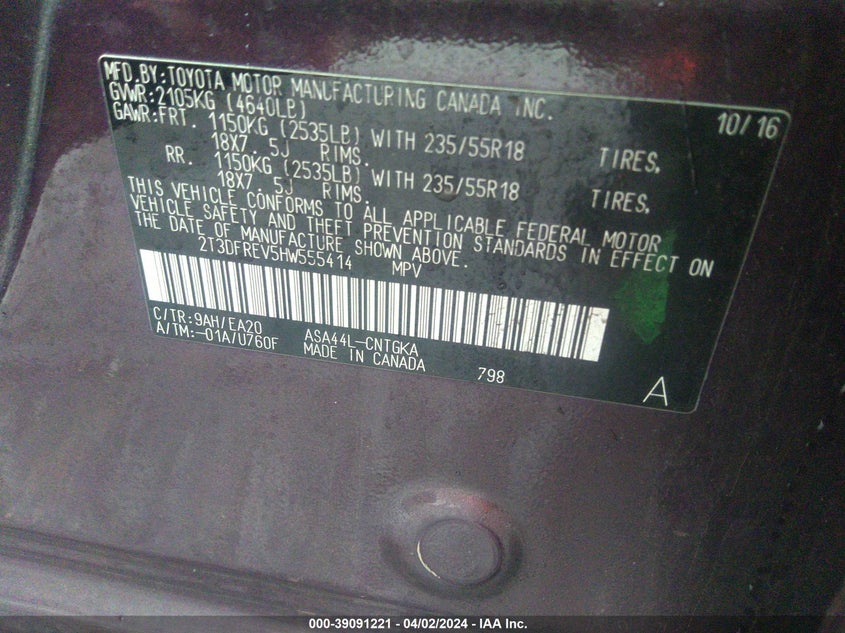 MFD.BY:TOYOTA MOTOR MANUFACTURING CANADA INC. 10/16
GVWR:2105KG (4640LB)
GAWR:FRT. 1150KG (2535LB) WITH 235/55R18 TIRES,
18X7.5J RIMS.
RR. 1150KG (2535LB) WITH 235/55R18 TIRES,
18X7.5J RIMS.
THIS VEHICLE CONFORMS TO ALL APPLICABLE FEDERAL MOTOR
VEHICLE SAFETY AND THEFT PREVENTION STANDARDS IN EFFECT ON
THE DATE OF MANUFACTURE SHOWN ABOVE.
2T3DFREV5HW555414 MPV
C/TR:9AH/EA20 ASA44L-CNTGKA
A/TM:-01A/U760F MADE IN CANADA 798 A
000-39091221 - 04/02/2024 - IAA Inc.